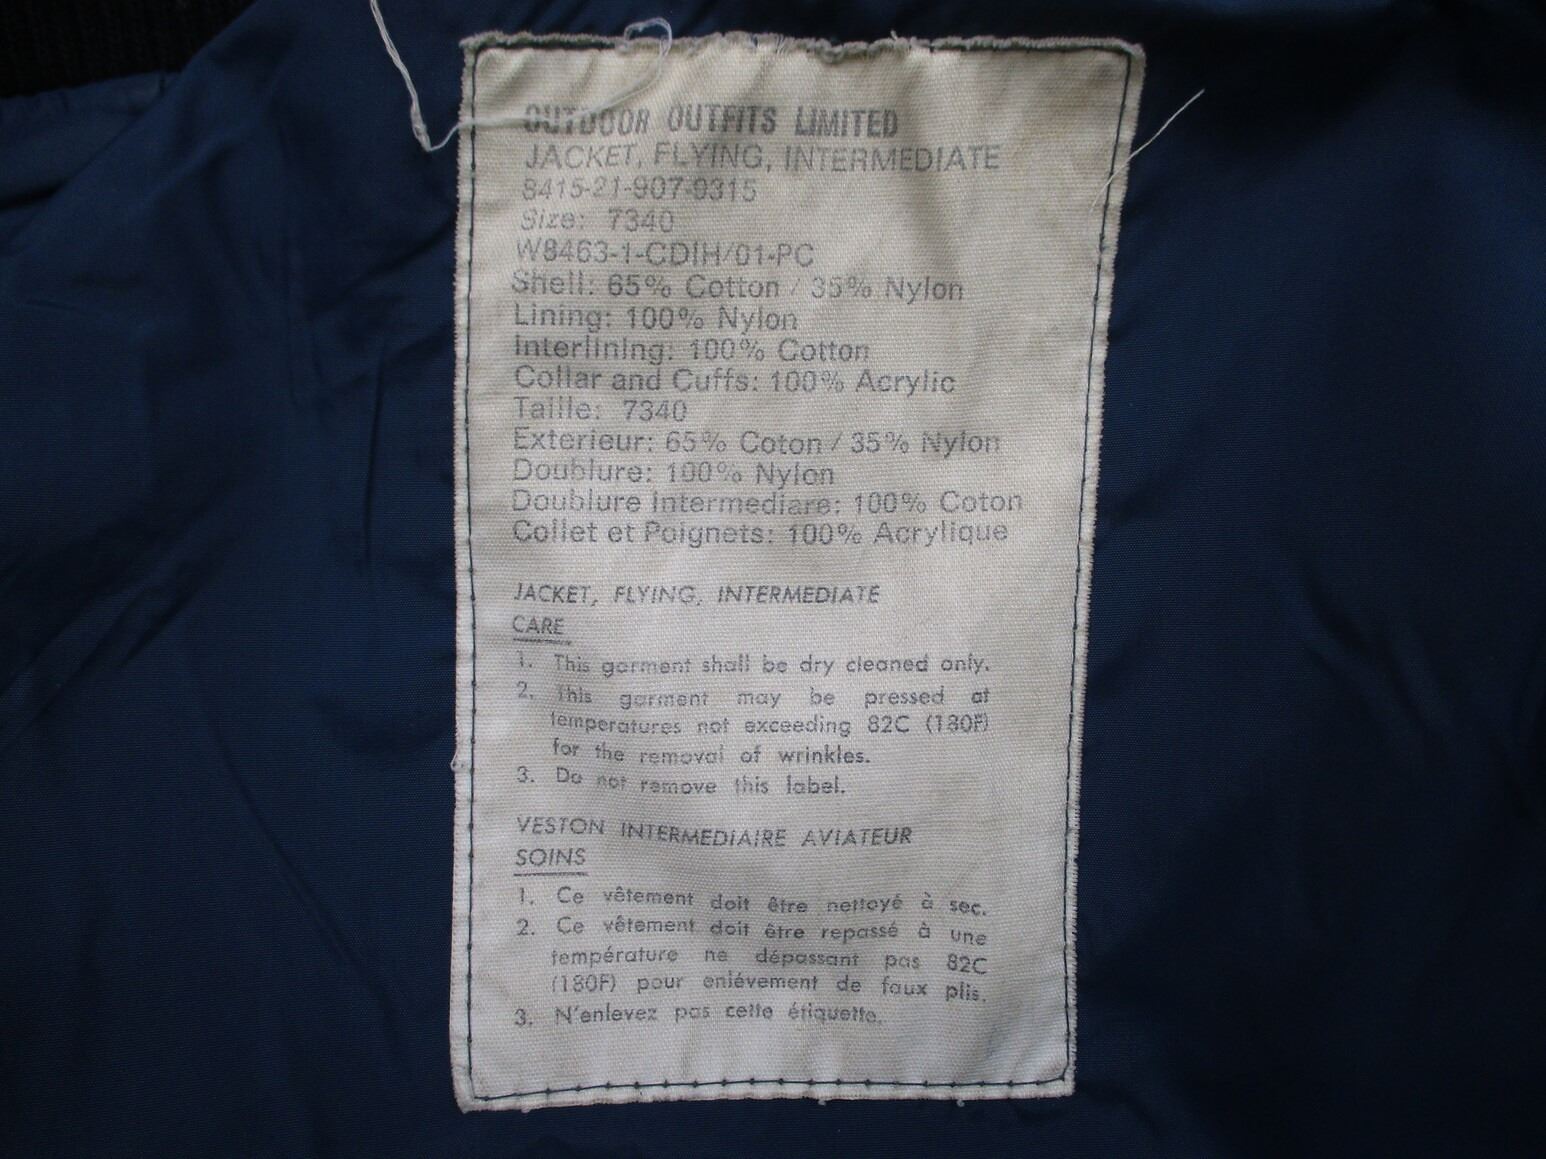 OUTDOOR OUTFITS LIMITED
JACKET, FLYING, INTERMEDIATE
8415-21-907-0315
Size: 7340
W8463-1-CDIH/01-PC
Shell: 65% Cotton / 35% Nylon
Lining: 100% Nylon
Interlining: 100% Cotton
Collar and Cuffs: 100% Acrylic
Taille: 7340
Exterieur: 65% Coton / 35% Nylon
Doublure: 100% Nylon
Doublure Intermediare: 100% Coton
Collet et Poignets: 100% Acrylique
JACKET, FLYING, INTERMEDIATE
CARE
1. This garment shall be dry cleaned only.
2. This garment may be pressed at
temperatures not exceeding 82C (180F)
for the removal of wrinkles.
3. Do not remove this label.
VESTON INTERMEDIAIRE AVIATEUR
SOINS
1. Ce vêtement doit être nettoyé à sec.
2. Ce vêtement doit être repassé à une
température ne dépassant pas 82C
(180F) pour enlévement de faux plis.
3. N'enlevez pas cette étiquette.